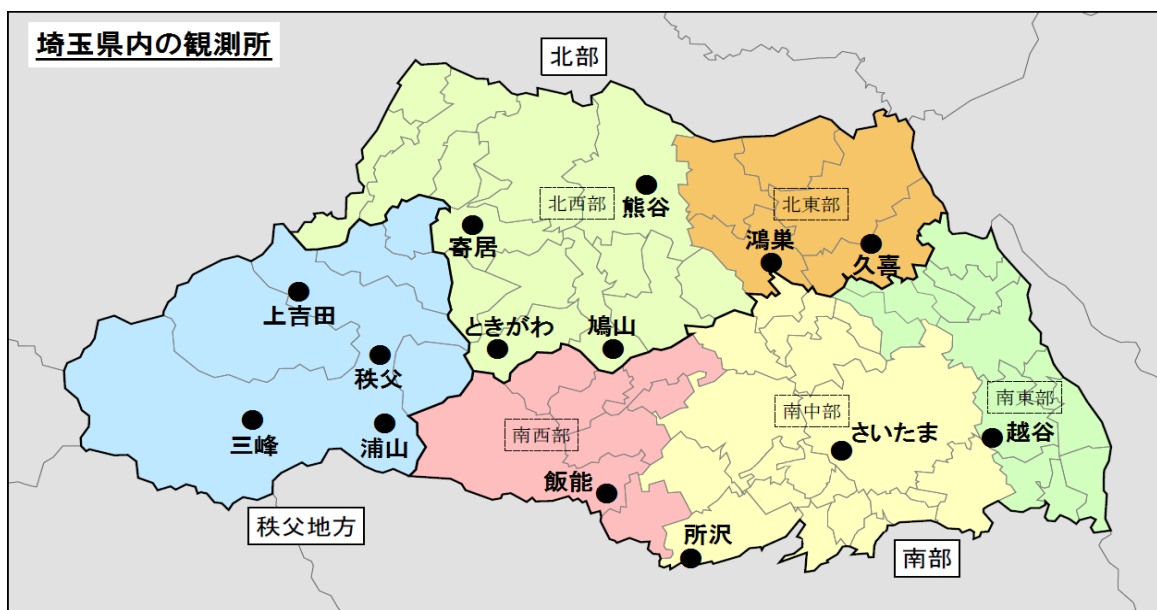 埼玉県内の観測所
北部
北西部
熊谷
北東部
寄居
鴻巣
久喜
上吉田
ときがわ
鳩山
秩父
三峰
浦山
南西部
南中部
南東部
さいたま
越谷
飯能
秩父地方
所沢
南部